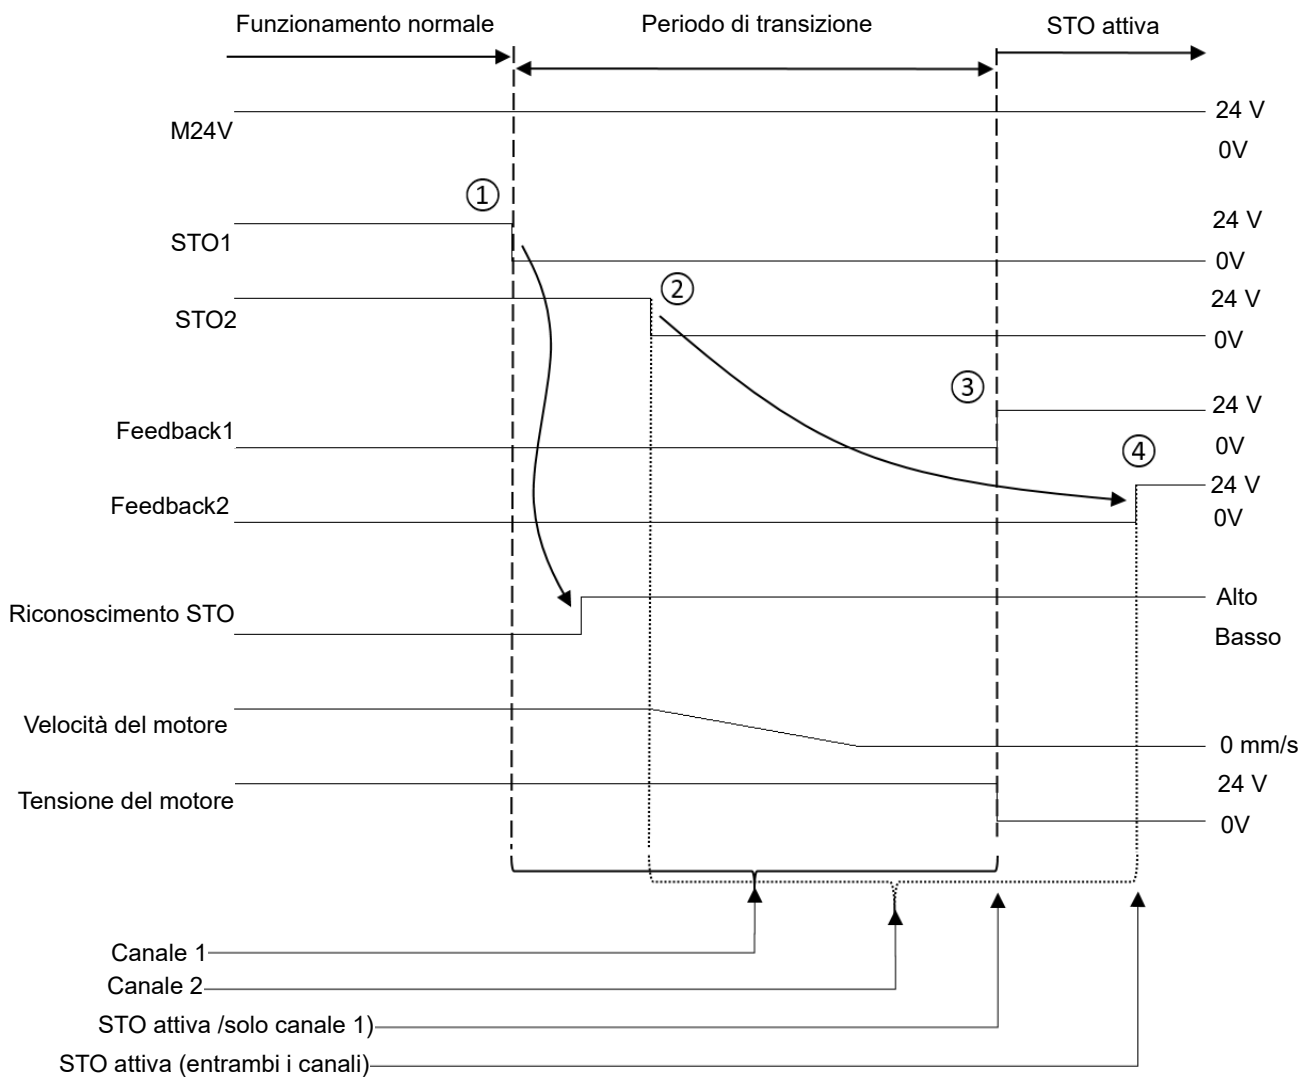 Funzionamento normale
Periodo di transizione
STO attiva
M24V
24 V
0V
①
STO1
24 V
0V
②
STO2
24 V
0V
③
Feedback1
24 V
0V
④
Feedback2
24 V
0V
Riconoscimento STO
Alto
Basso
Velocità del motore
0 mm/s
Tensione del motore
24 V
0V
Canale 1
Canale 2
STO attiva /solo canale 1)
STO attiva (entrambi i canali)